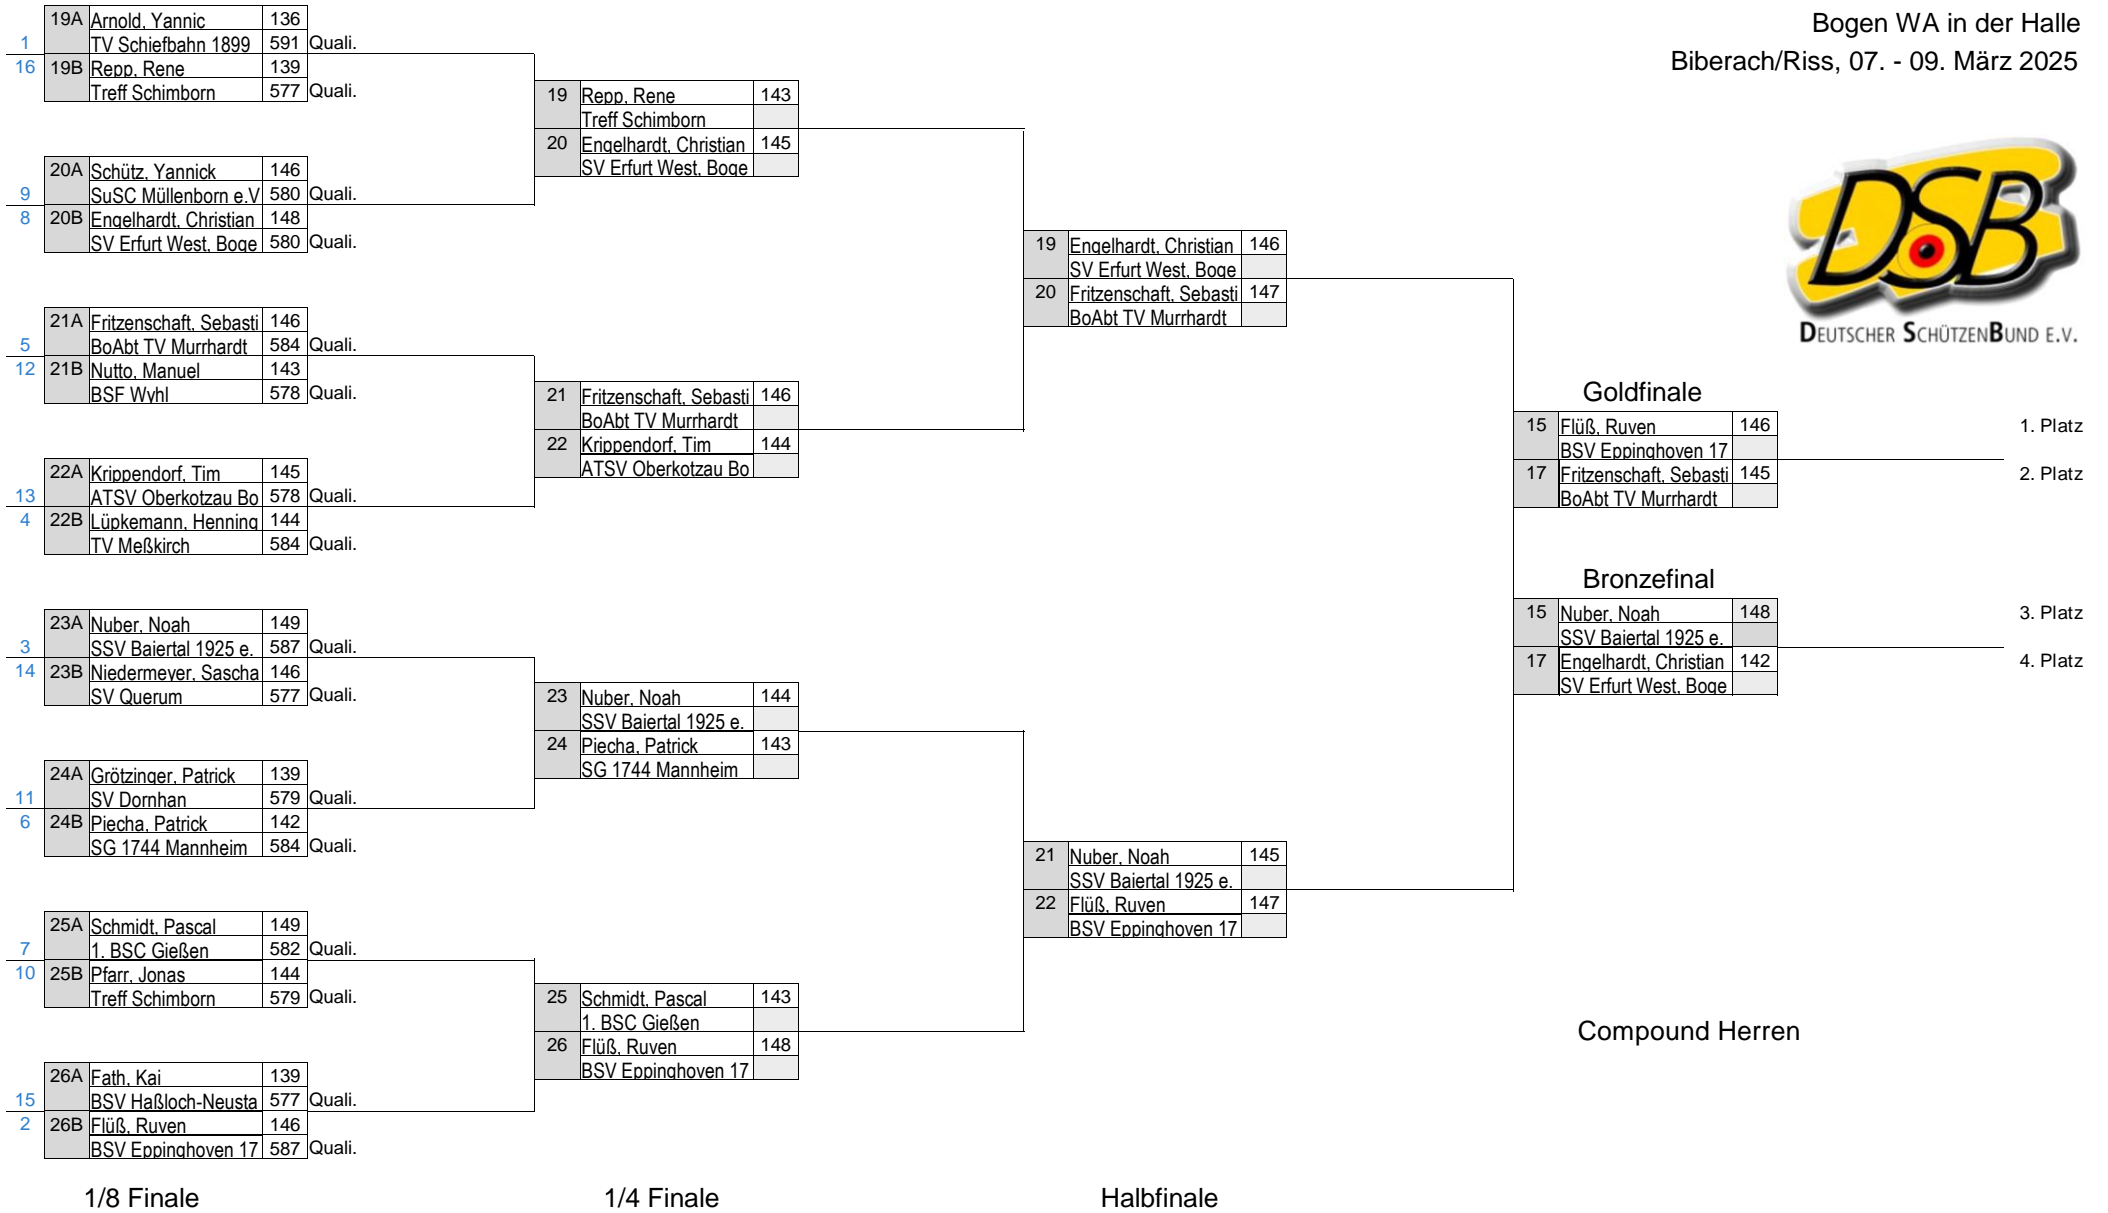 Bogen WA in der Halle
Biberach/Riss, 07. - 09. März 2025
DSB
DEUTSCHER SCHÜTZENBUND E.V.
19A Arnold, Yannic 136
1 TV Schiefbahn 1899 591 Quali.
16 19B Repp, Rene 139
Treff Schimborn 577 Quali.
20A Schütz, Yannick 146
9 SuSC Müllenborn e.V 580 Quali.
8 20B Engelhardt, Christian 148
SV Erfurt West, Boge 580 Quali.
21A Fritzenschaft, Sebasti 146
5 BoAbt TV Murrhardt 584 Quali.
12 21B Nutto, Manuel 143
BSF Wyhl 578 Quali.
22A Krippendorf, Tim 145
13 ATSV Oberkotzau Bo 578 Quali.
4 22B Lüpkemann, Henning 144
TV Meßkirch 584 Quali.
23A Nuber, Noah 149
3 SSV Baiertal 1925 e. 587 Quali.
14 23B Niedermeyer, Sascha 146
SV Querum 577 Quali.
24A Grötzinger, Patrick 139
11 SV Dornhan 579 Quali.
6 24B Piecha, Patrick 142
SG 1744 Mannheim 584 Quali.
25A Schmidt, Pascal 149
7 1. BSC Gießen 582 Quali.
10 25B Pfarr, Jonas 144
Treff Schimborn 579 Quali.
26A Fath, Kai 139
15 BSV Haßloch-Neusta 577 Quali.
2 26B Flüß, Ruven 146
BSV Eppinghoven 17 587 Quali.
1/8 Finale
19 Repp, Rene 143
Treff Schimborn
20 Engelhardt, Christian 145
SV Erfurt West, Boge
21 Fritzenschaft, Sebasti 146
BoAbt TV Murrhardt
22 Krippendorf, Tim 144
ATSV Oberkotzau Bo
23 Nuber, Noah 144
SSV Baiertal 1925 e.
24 Piecha, Patrick 143
SG 1744 Mannheim
25 Schmidt, Pascal 143
1. BSC Gießen
26 Flüß, Ruven 148
BSV Eppinghoven 17
1/4 Finale
19 Engelhardt, Christian 146
SV Erfurt West, Boge
20 Fritzenschaft, Sebasti 147
BoAbt TV Murrhardt
21 Nuber, Noah 145
SSV Baiertal 1925 e.
22 Flüß, Ruven 147
BSV Eppinghoven 17
Halbfinale
Goldfinale
15 Flüß, Ruven 146 1. Platz
BSV Eppinghoven 17
17 Fritzenschaft, Sebasti 145 2. Platz
BoAbt TV Murrhardt
Bronzefinal
15 Nuber, Noah 148 3. Platz
SSV Baiertal 1925 e.
17 Engelhardt, Christian 142 4. Platz
SV Erfurt West, Boge
Compound Herren